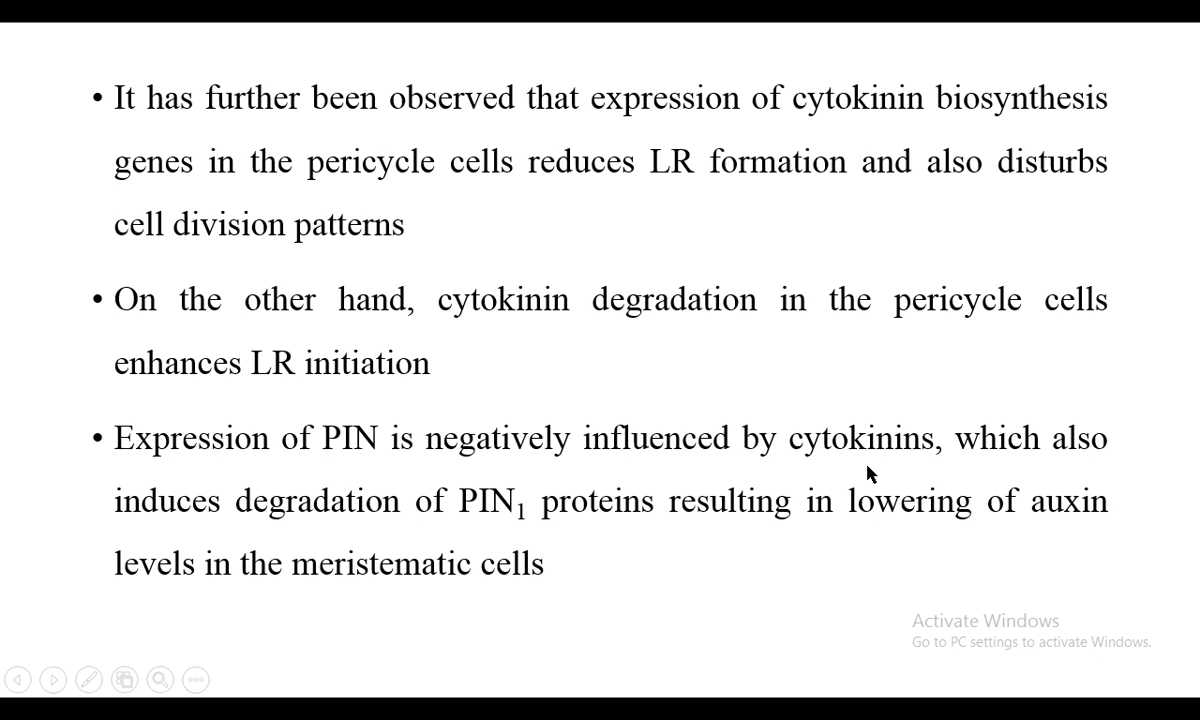 • It has further been observed that expression of cytokinin biosynthesis
genes in the pericycle cells reduces LR formation and also disturbs
cell division patterns
• On the other hand, cytokinin degradation in the pericycle cells
enhances LR initiation
• Expression of PIN is negatively influenced by cytokinins, which also
induces degradation of PIN₁ proteins resulting in lowering of auxin
levels in the meristematic cells
Activate Windows
Go to PC settings to activate Windows.